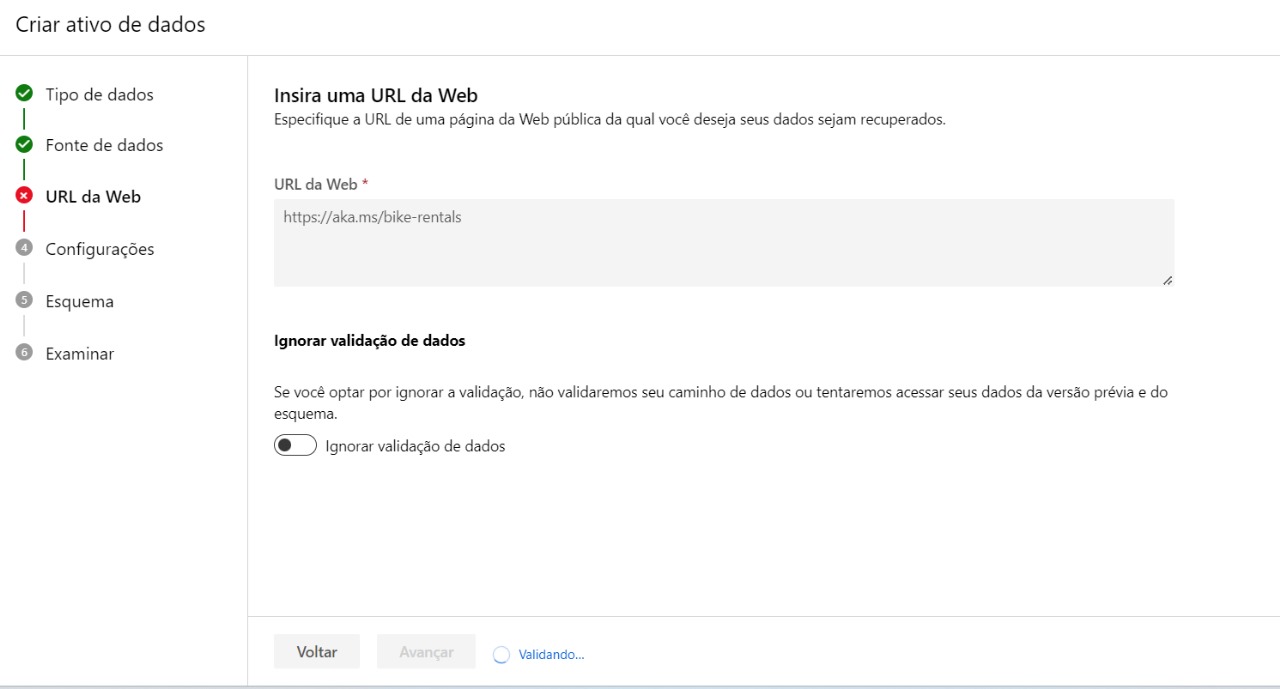 Criar ativo de dados
Tipo de dados
Fonte de dados
URL da Web
4 Configurações
5 Esquema
6 Examinar
Insira uma URL da Web
Especifique a URL de uma página da Web pública da qual você deseja seus dados sejam recuperados.
URL da Web *
https://aka.ms/bike-rentals
Ignorar validação de dados
Se você optar por ignorar a validação, não validaremos seu caminho de dados ou tentaremos acessar seus dados da versão prévia e do
esquema.
Ignorar validação de dados
Voltar
Avançar
Validando...